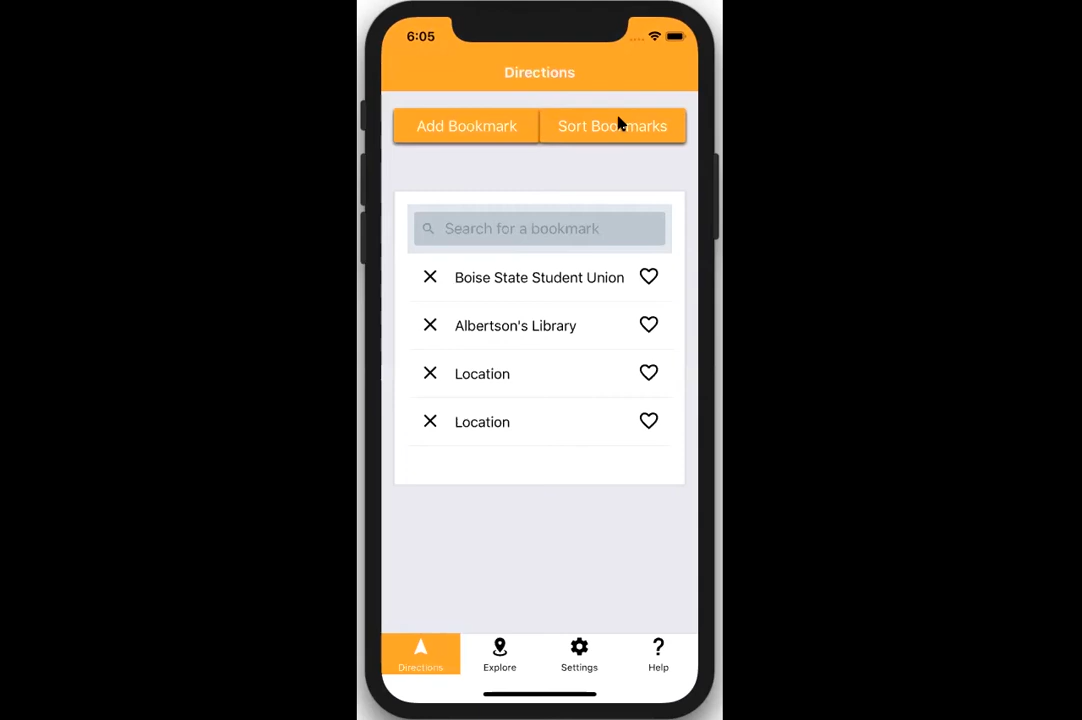 6:05
Directions
Add Bookmark
Sort Bookmarks
Search for a bookmark
Boise State Student Union
Albertson's Library
Location
Location
Directions
Explore
Settings
Help